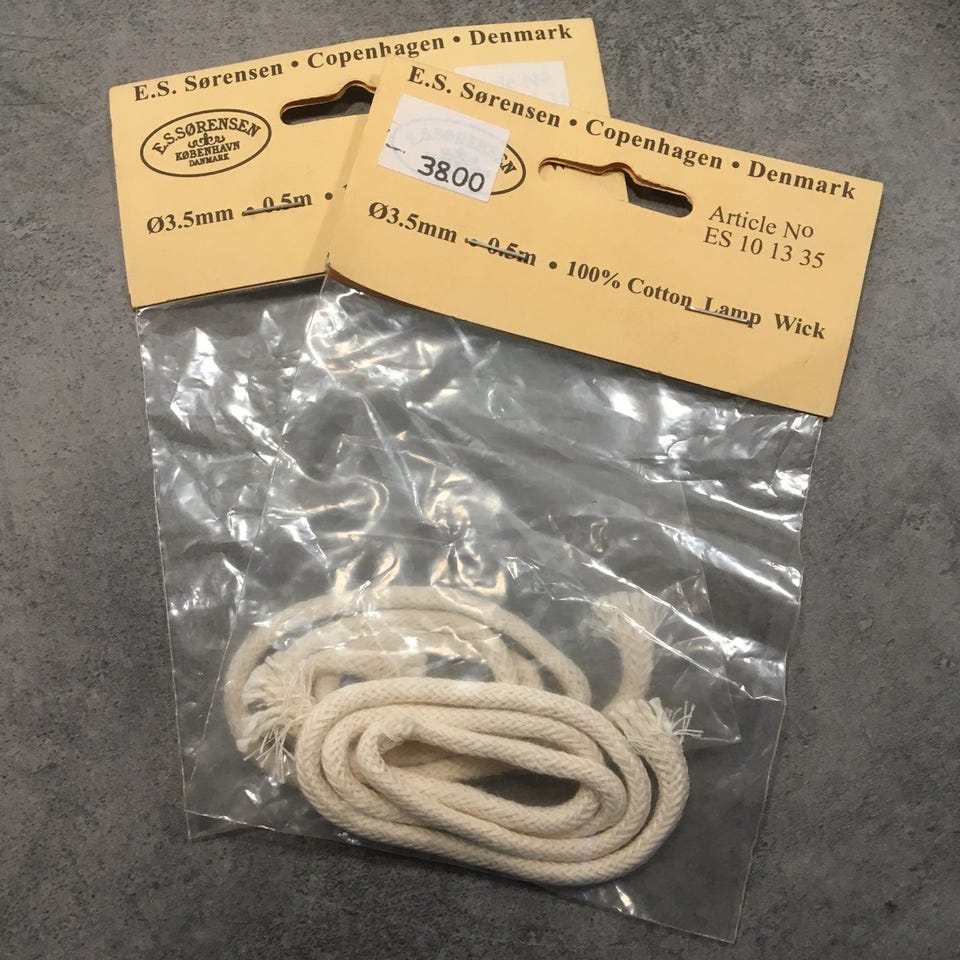 E.S. Sørensen • Copenhagen • Denmark
E.S.SØRENSEN
KØBENHAVN
DANMARK
Ø3.5mm • 0.5m •
E.S. Sørensen • Copenhagen • Denmark
3800
Article No
ES 10 13 35
Ø3.5mm • 0.5m • 100% Cotton Lamp Wick